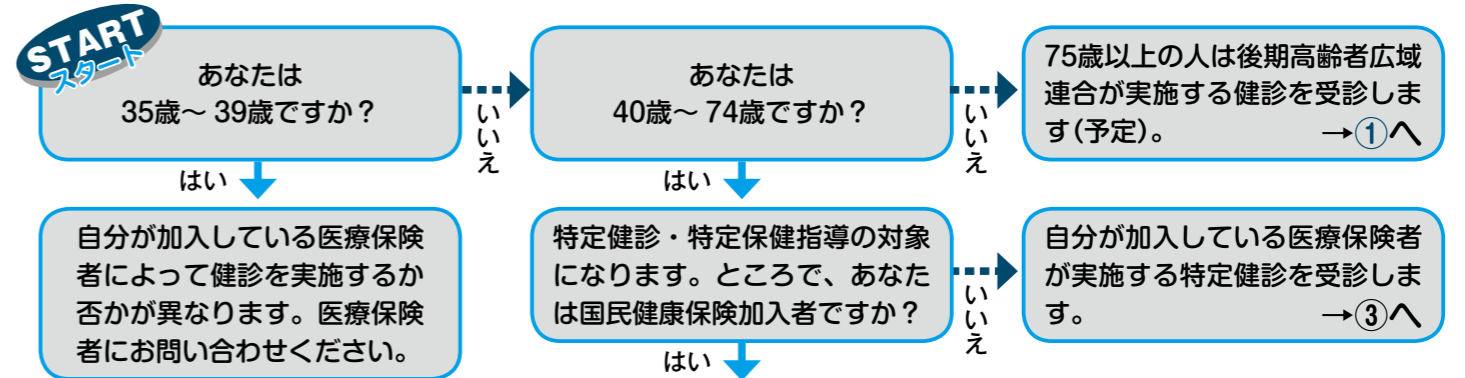 START
スタート
あなたは
35歳～39歳ですか？
いいえ
はい
あなたは
40歳～74歳ですか？
いいえ
はい
75歳以上の人は後期高齢者広域
連合が実施する健診を受診しま
す(予定)。 →①へ
自分が加入している医療保険
者によって健診を実施するか
否かが異なります。医療保険
者にお問い合わせください。
特定健診・特定保健指導の対象
になります。ところで、あなた
は国民健康保険加入者ですか？
いいえ
はい
自分が加入している医療保険者
が実施する特定健診を受診しま
す。 →③へ